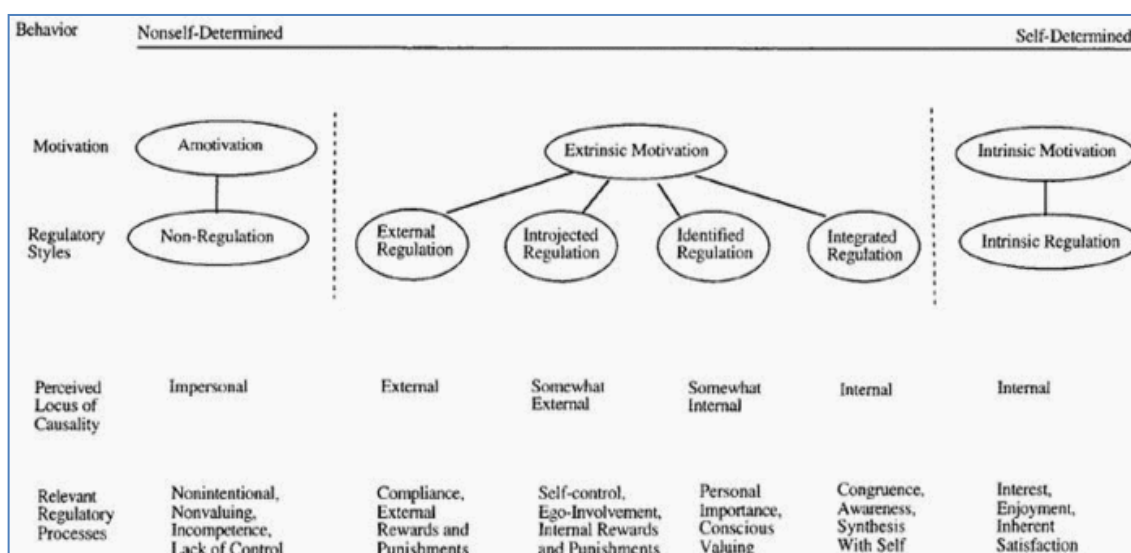 Behavior Nonself-Determined Self-Determined
Motivation Amotivation Extrinsic Motivation Intrinsic Motivation
Regulatory
Styles
Non-Regulation
External
Regulation
Introjected
Regulation
Identified
Regulation
Integrated
Regulation
Intrinsic Regulation
Perceived
Locus of
Causality
Impersonal
External
Somewhat
External
Somewhat
Internal
Internal
Internal
Relevant
Regulatory
Processes
Nonintentional,
Nonvaluing,
Incompetence,
Lack of Control
Compliance,
External
Rewards and
Punishments
Self-control,
Ego-Involvement,
Internal Rewards
and Punishments
Personal
Importance,
Conscious
Valuing
Congruence,
Awareness,
Synthesis
With Self
Interest,
Enjoyment,
Inherent
Satisfaction